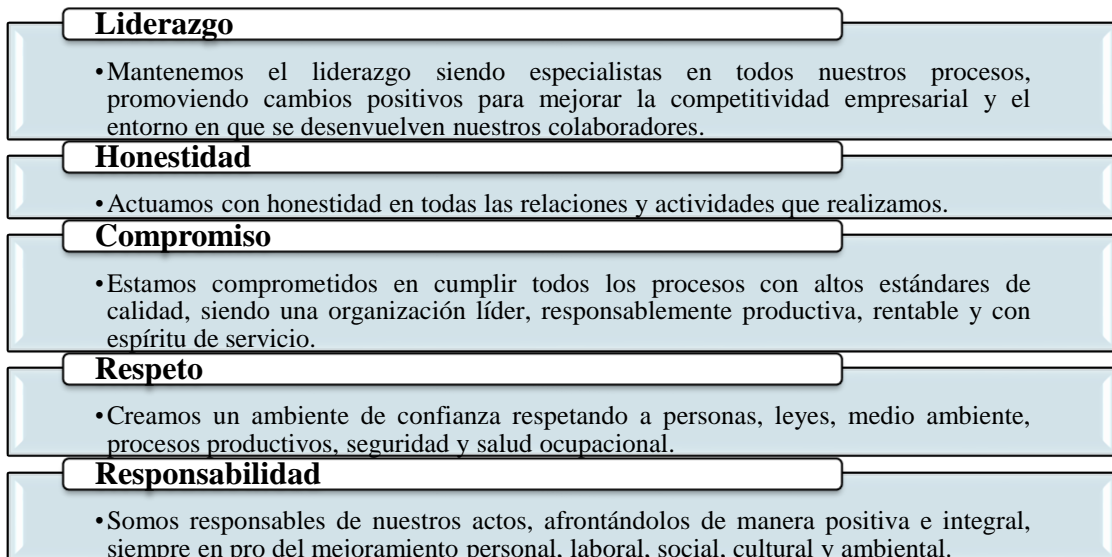 Liderazgo
•Mantenemos el liderazgo siendo especialistas en todos nuestros procesos,
promoviendo cambios positivos para mejorar la competitividad empresarial y el
entorno en que se desenvuelven nuestros colaboradores.
Honestidad
•Actuamos con honestidad en todas las relaciones y actividades que realizamos.
Compromiso
•Estamos comprometidos en cumplir todos los procesos con altos estándares de
calidad, siendo una organización líder, responsablemente productiva, rentable y con
espíritu de servicio.
Respeto
•Creamos un ambiente de confianza respetando a personas, leyes, medio ambiente,
procesos productivos, seguridad y salud ocupacional.
Responsabilidad
•Somos responsables de nuestros actos, afrontándolos de manera positiva e integral,
siempre en pro del mejoramiento personal, laboral, social, cultural y ambiental.